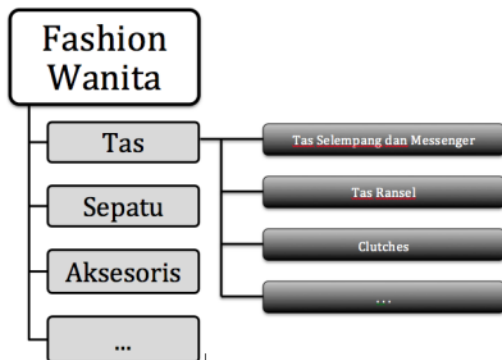 Fashion
Wanita
Tas
Sepatu
Aksesoris
...
Tas Selempang dan Messenger
Tas Ransel
Clutches
...